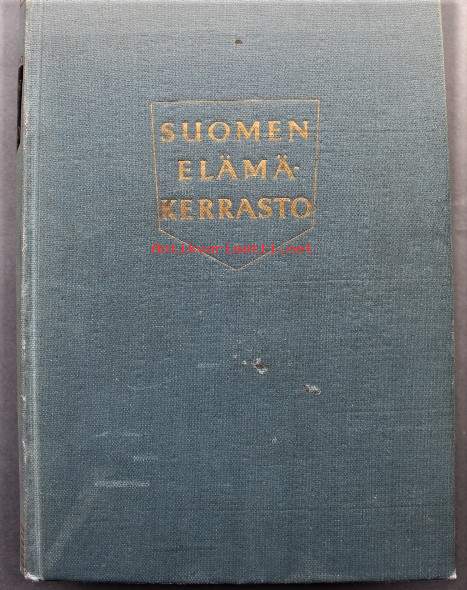 SUOMEN
ELÄMÄ-
KERRASTO
Antikvariaatti.net